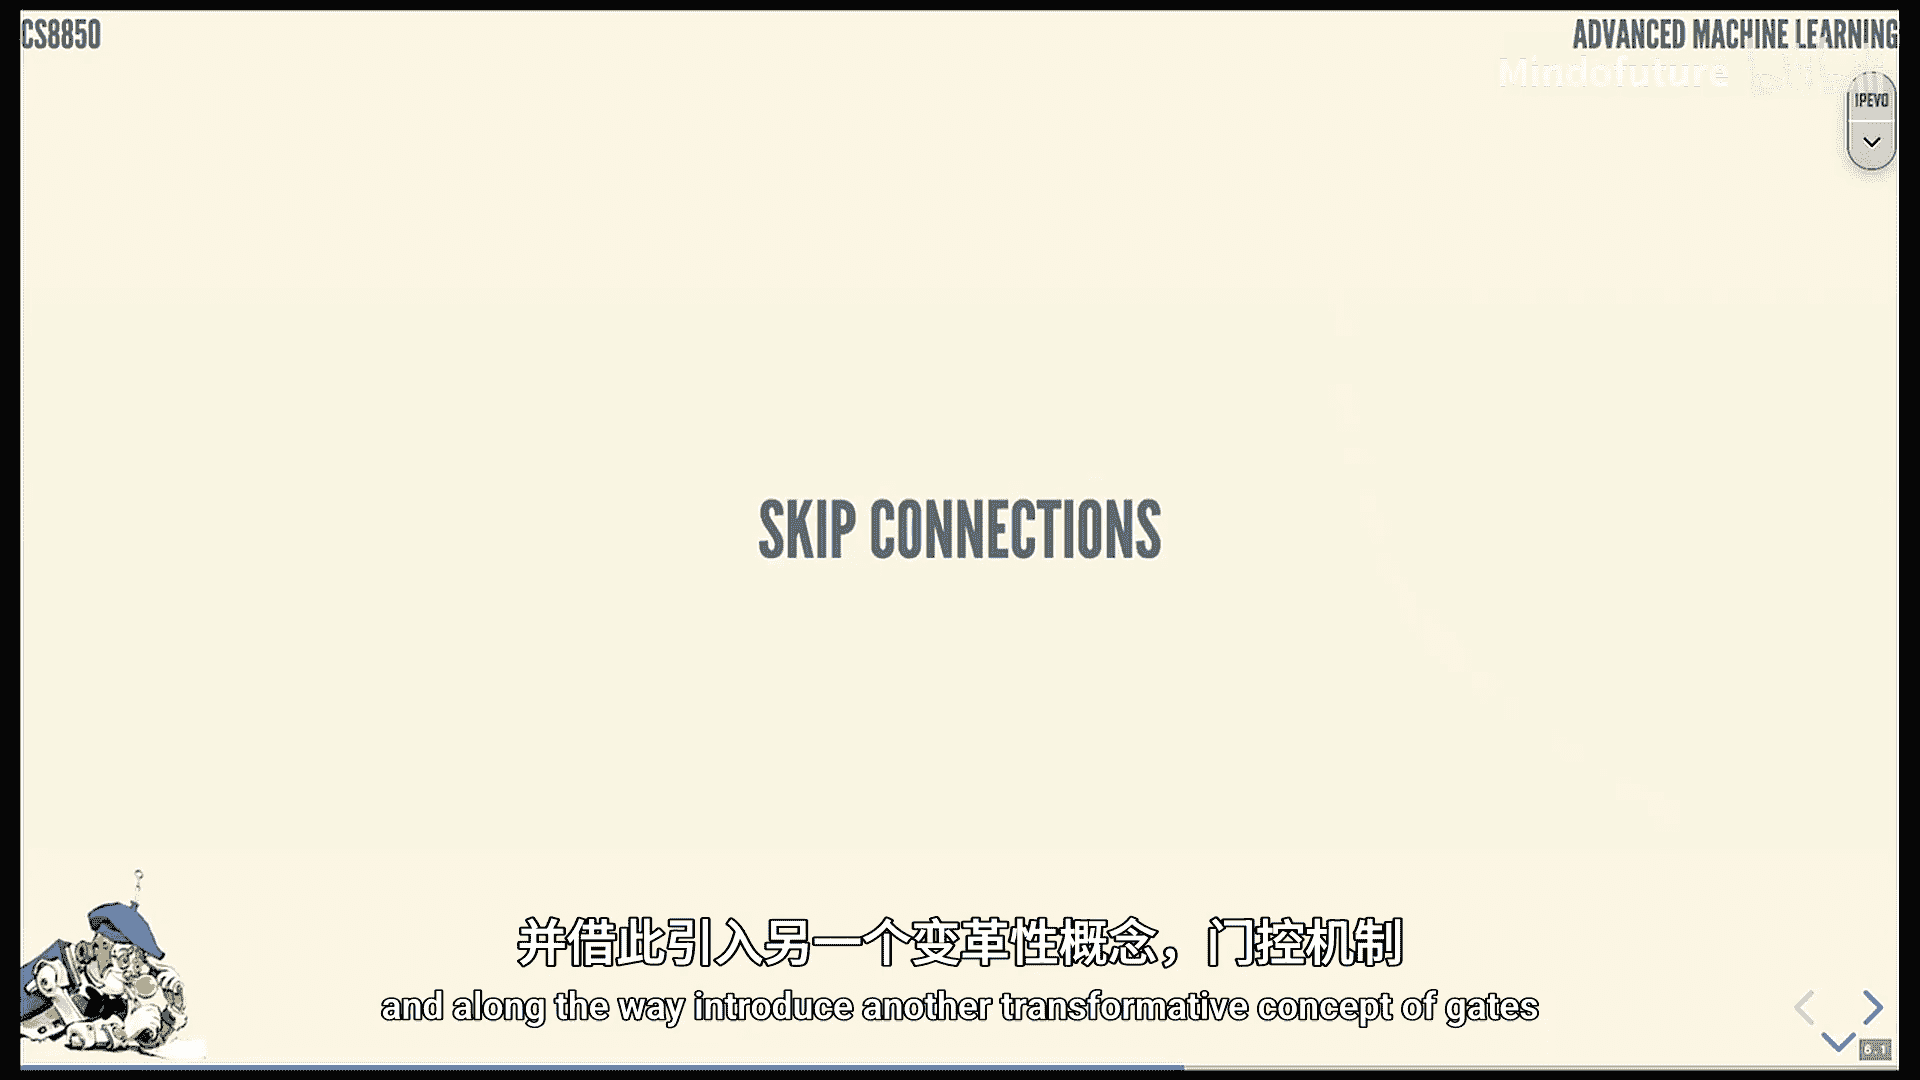 CS8850
ADVANCED MACHINE LEARNING
Mindofuture
IPEVO
SKIP CONNECTIONS
并借此引入另一个变革性概念，门控机制
and along the way introduce another transformative concept of gates